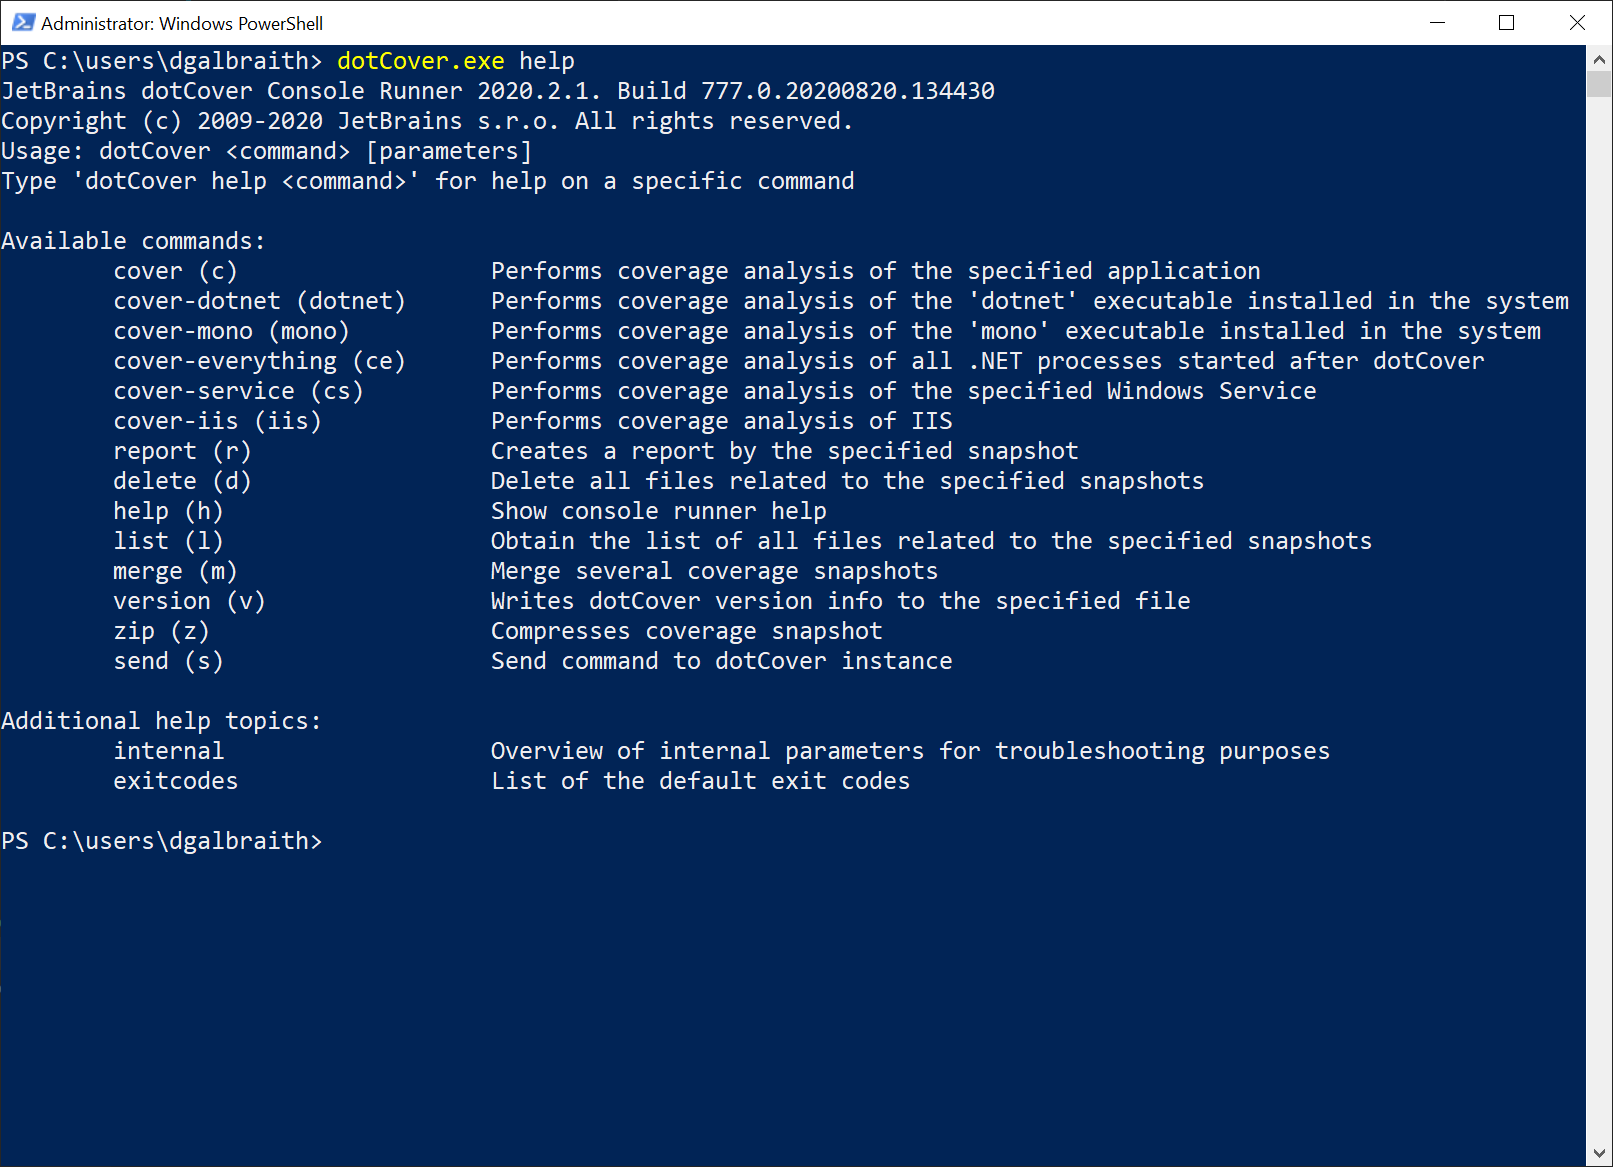 Administrator: Windows PowerShell
PS C:\users\dgalbraith> dotCover.exe help
JetBrains dotCover Console Runner 2020.2.1. Build 777.0.20200820.134430
Copyright (c) 2009-2020 JetBrains s.r.o. All rights reserved.
Usage: dotCover <command> [parameters]
Type 'dotCover help <command>' for help on a specific command
Available commands:
cover (c) Performs coverage analysis of the specified application
cover-dotnet (dotnet) Performs coverage analysis of the 'dotnet' executable installed in the system
cover-mono (mono) Performs coverage analysis of the 'mono' executable installed in the system
cover-everything (ce) Performs coverage analysis of all .NET processes started after dotCover
cover-service (cs) Performs coverage analysis of the specified Windows Service
cover-iis (iis) Performs coverage analysis of IIS
report (r) Creates a report by the specified snapshot
delete (d) Delete all files related to the specified snapshots
help (h) Show console runner help
list (l) Obtain the list of all files related to the specified snapshots
merge (m) Merge several coverage snapshots
version (v) Writes dotCover version info to the specified file
zip (z) Compresses coverage snapshot
send (s) Send command to dotCover instance
Additional help topics:
internal Overview of internal parameters for troubleshooting purposes
exitcodes List of the default exit codes
PS C:\users\dgalbraith>